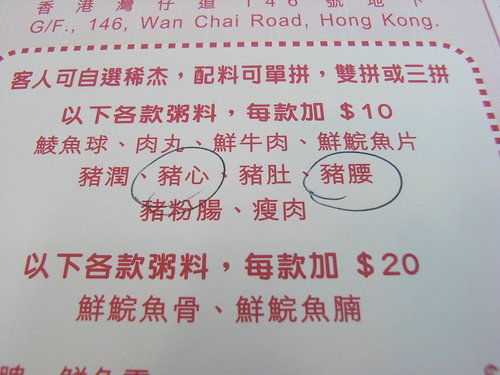 香港灣仔道146號地下
G/F., 146, Wan Chai Road, Hong Kong.
客人可自選稀杰，配料可單拼，雙拼或三拼
以下各款粥料，每款加 $10
鯪魚球、肉丸、鮮牛肉、鮮鯇魚片
豬潤、豬心、豬肚、豬腰
豬粉腸、瘦肉
以下各款粥料，每款加 $20
鮮鯇魚骨、鮮鯇魚腩